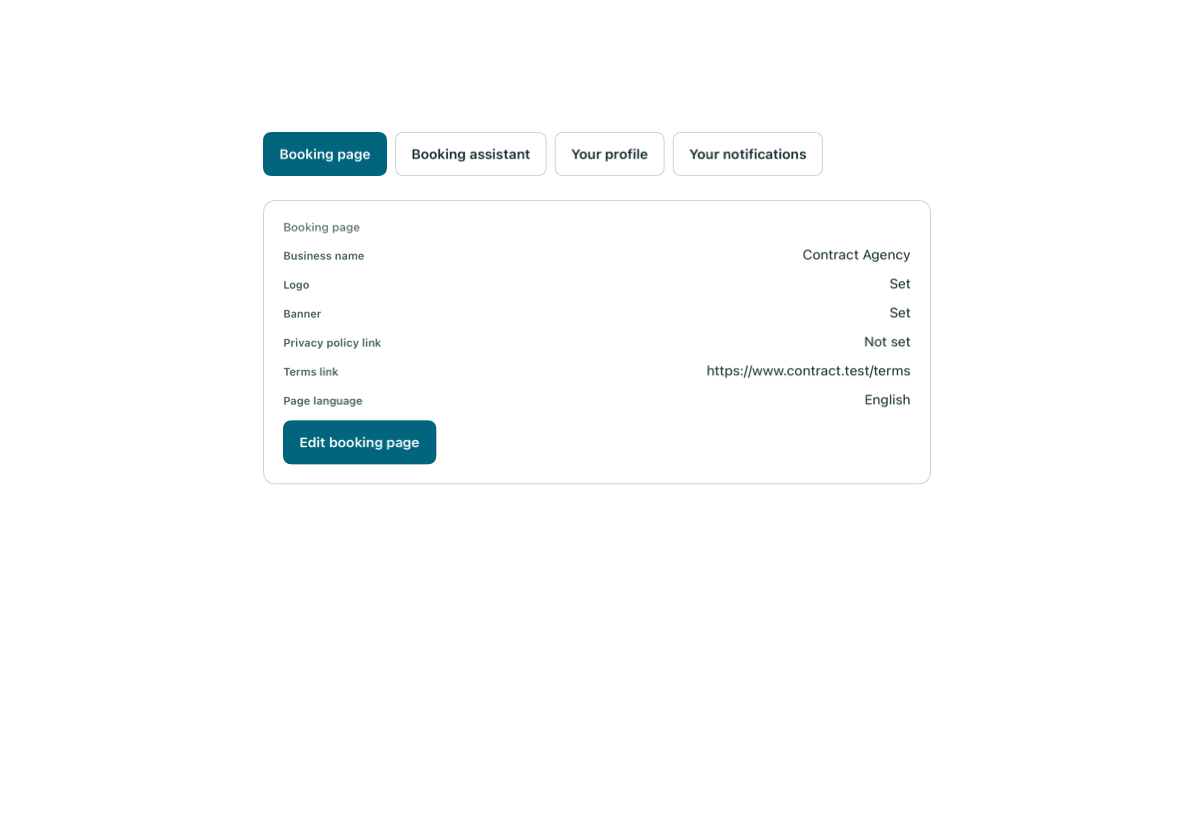 Booking page Booking assistant Your profile Your notifications
Booking page
Business name Contract Agency
Logo Set
Banner Set
Privacy policy link Not set
Terms link https://www.contract.test/terms
Page language English
Edit booking page